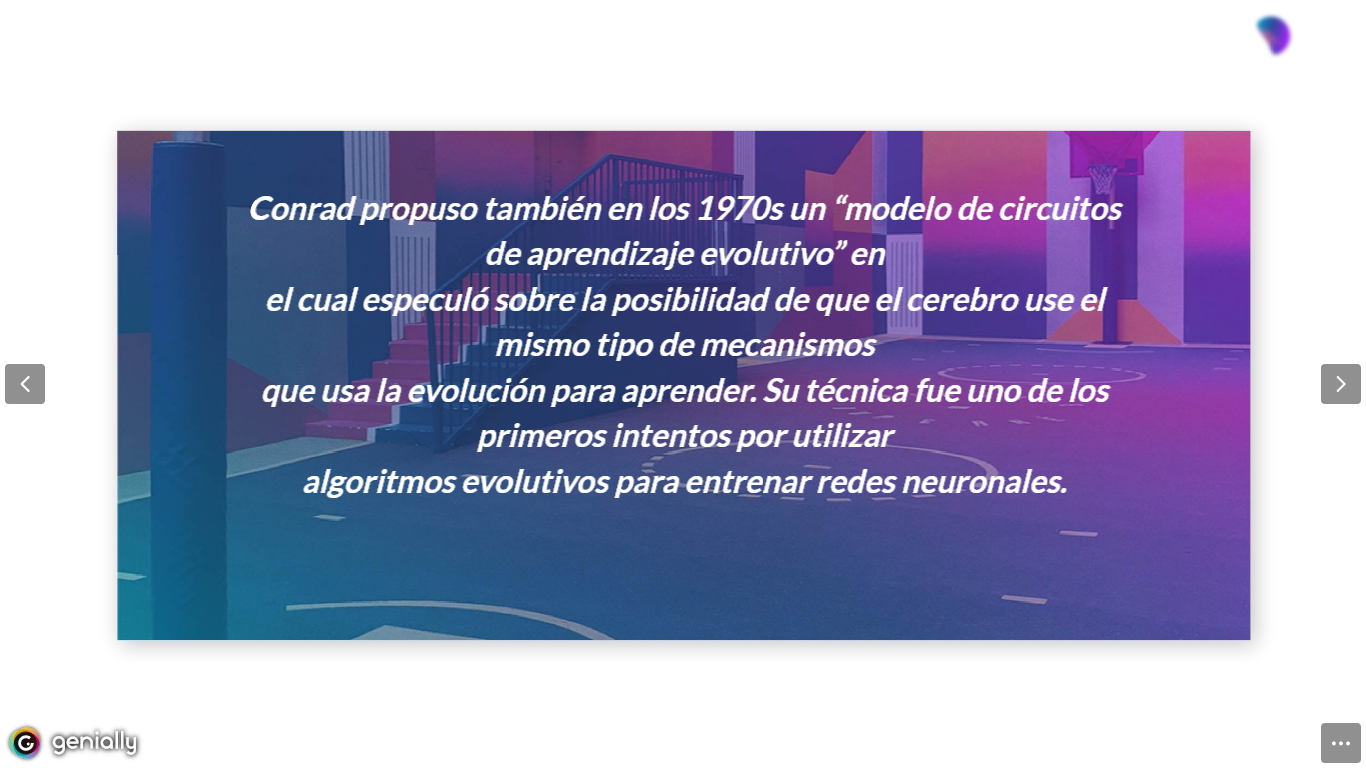 Conrad propuso también en los 1970s un “modelo de circuitos
de aprendizaje evolutivo” en
el cual especuló sobre la posibilidad de que el cerebro use el
mismo tipo de mecanismos
que usa la evolución para aprender. Su técnica fue uno de los
primeros intentos por utilizar
algoritmos evolutivos para entrenar redes neuronales.
genially